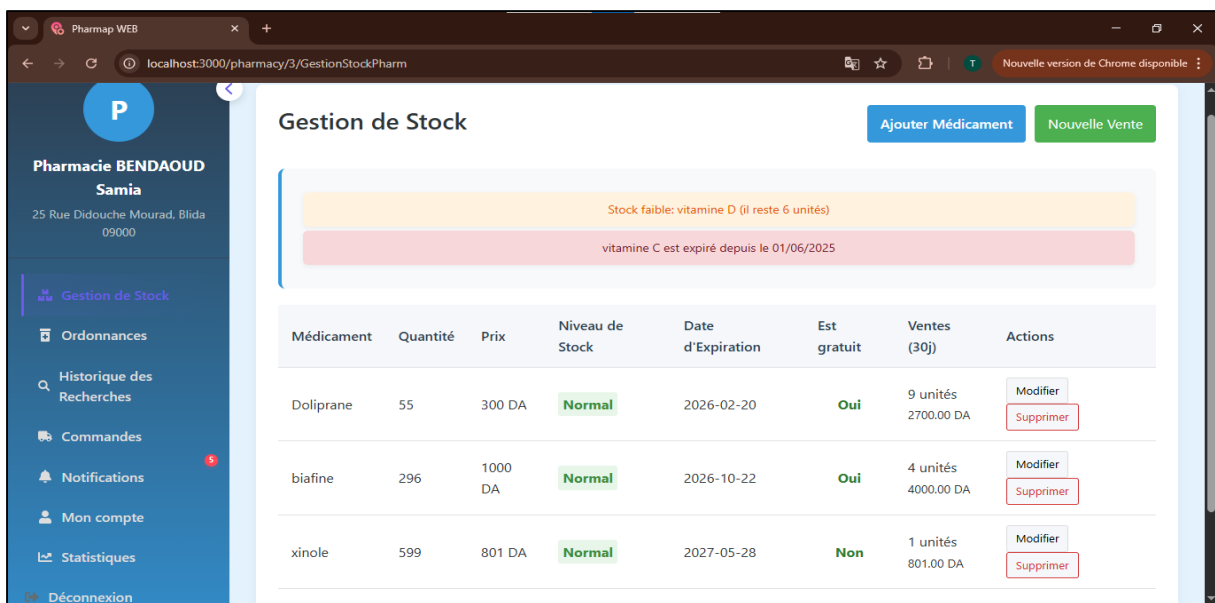 Pharmap WEB
localhost:3000/pharmacy/3/GestionStockPharm
T
Nouvelle version de Chrome disponible
P
Pharmacie BENDAOUD
Samia
25 Rue Didouche Mourad, Blida
09000
Gestion de Stock
Ordonnances
Historique des
Recherches
Commandes
5
Notifications
Mon compte
Statistiques
Déconnexion
Gestion de Stock
Ajouter Médicament
Nouvelle Vente
Stock faible: vitamine D (il reste 6 unités)
vitamine C est expiré depuis le 01/06/2025
Médicament Quantité Prix Niveau de Stock Date d'Expiration Est gratuit Ventes (30j) Actions
Doliprane 55 300 DA Normal 2026-02-20 Oui 9 unités 2700.00 DA Modifier Supprimer
biafine 296 1000 DA Normal 2026-10-22 Oui 4 unités 4000.00 DA Modifier Supprimer
xinole 599 801 DA Normal 2027-05-28 Non 1 unités 801.00 DA Modifier Supprimer